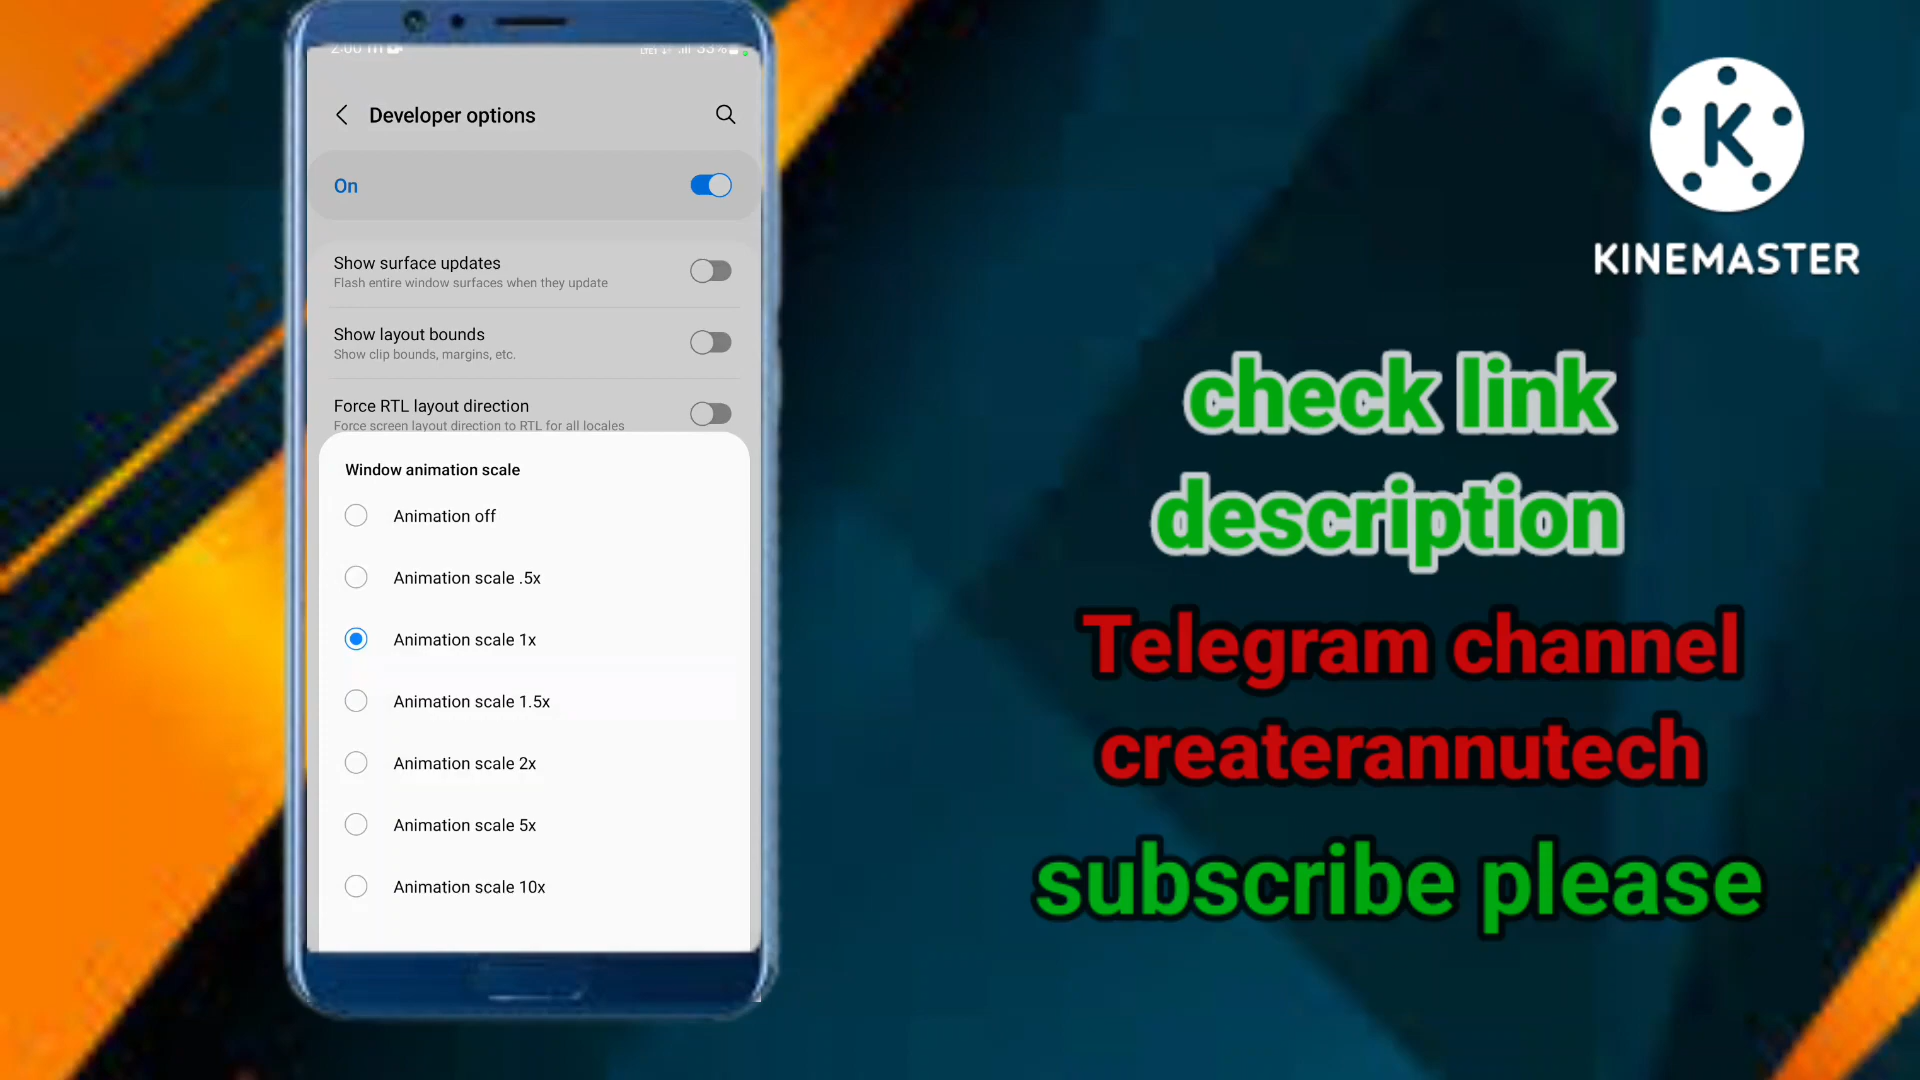 Developer options
On
Show surface updates
Flash entire window surfaces when they update
Show layout bounds
Show clip bounds, margins, etc.
Force RTL layout direction
Force screen layout direction to RTL for all locales
Window animation scale
Animation off
Animation scale .5x
Animation scale 1x
Animation scale 1.5x
Animation scale 2x
Animation scale 5x
Animation scale 10x
K
KINEMASTER
check link
description
Telegram channel
createrannutech
subscribe please